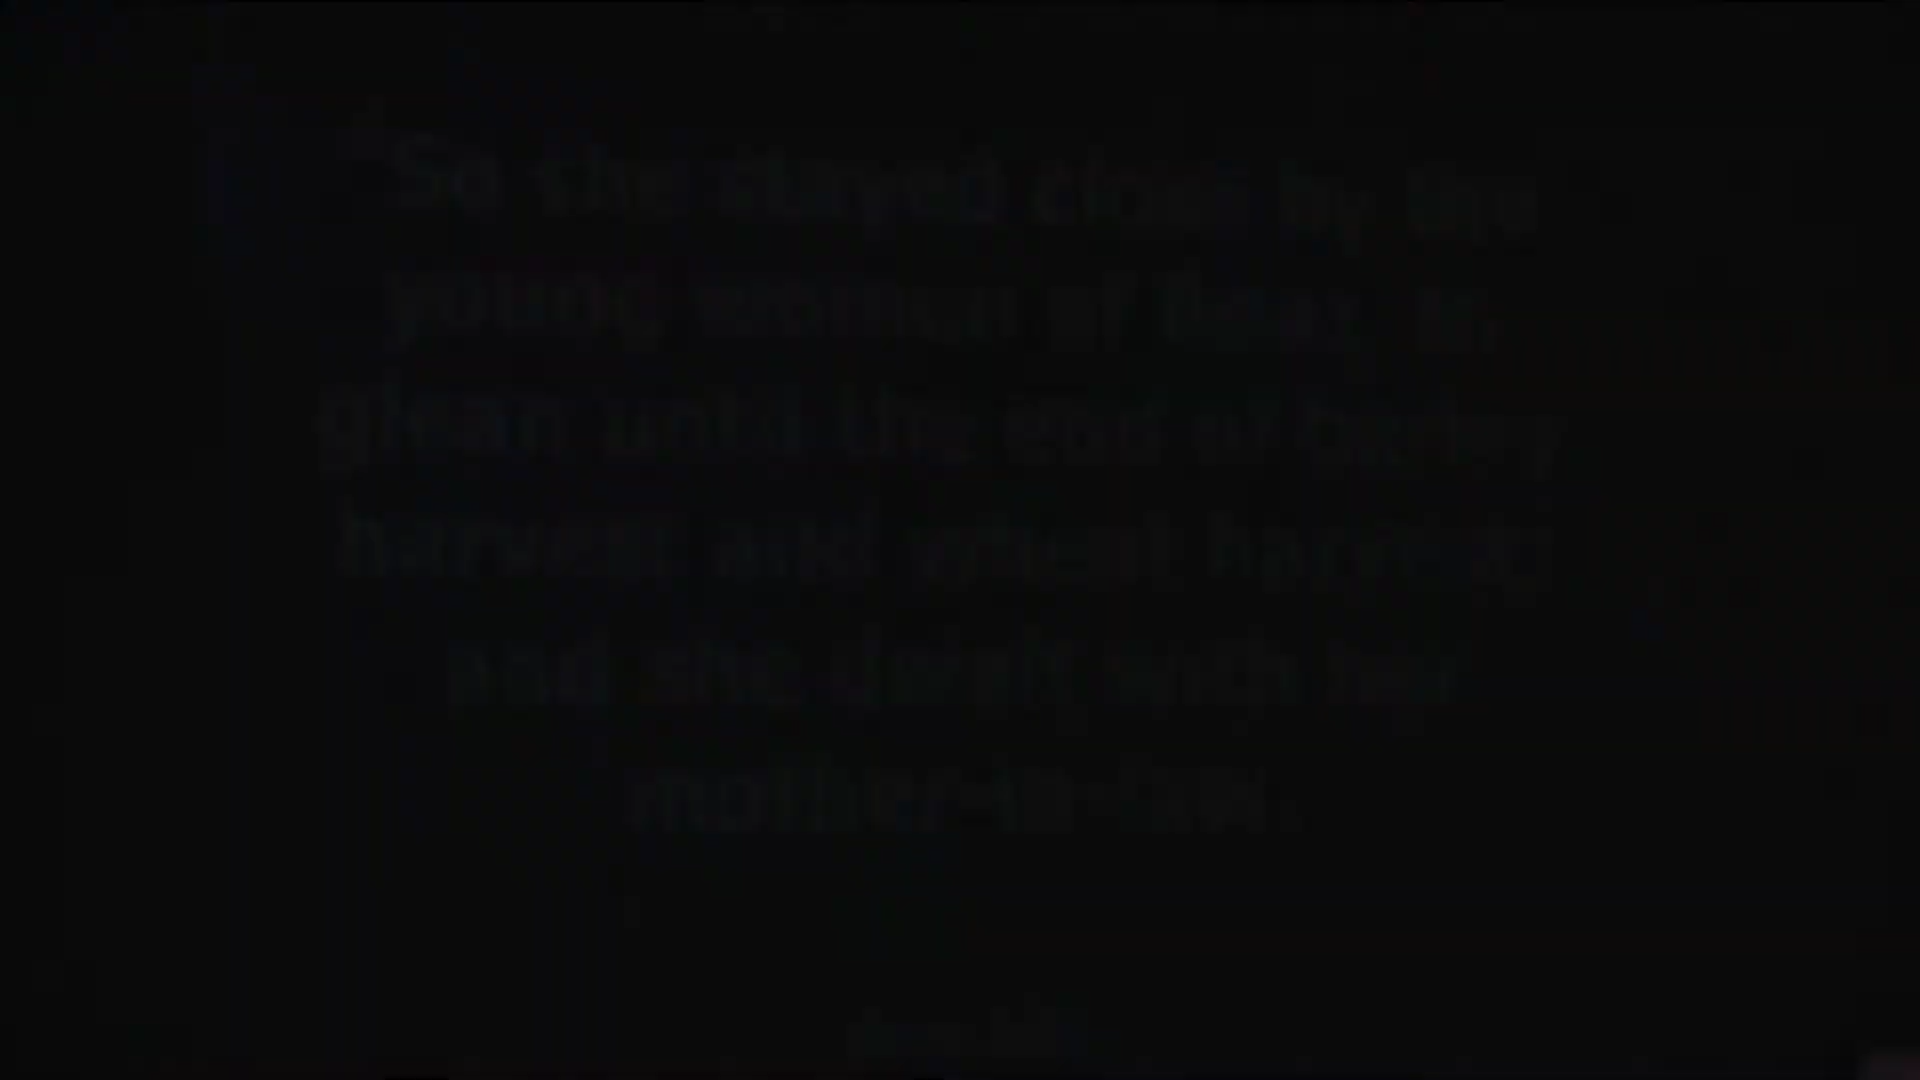 So she stayed close by the
young women of Boaz, to
glean until the end of barley
harvest and wheat harvest;
and she dwelt with her
mother-in-law.